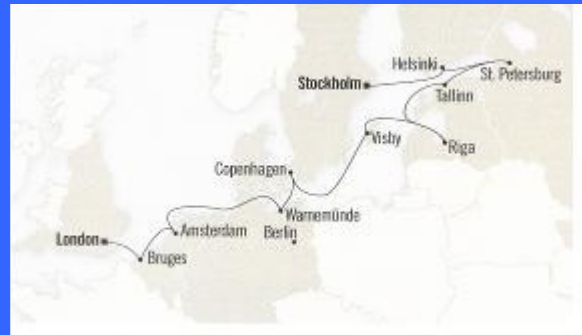 Helsinki
St. Petersburg
Stockholm
Tallinn
Visby
Riga
Copenhagen
Warnemünde
Amsterdam
Berlin
London
Bruges